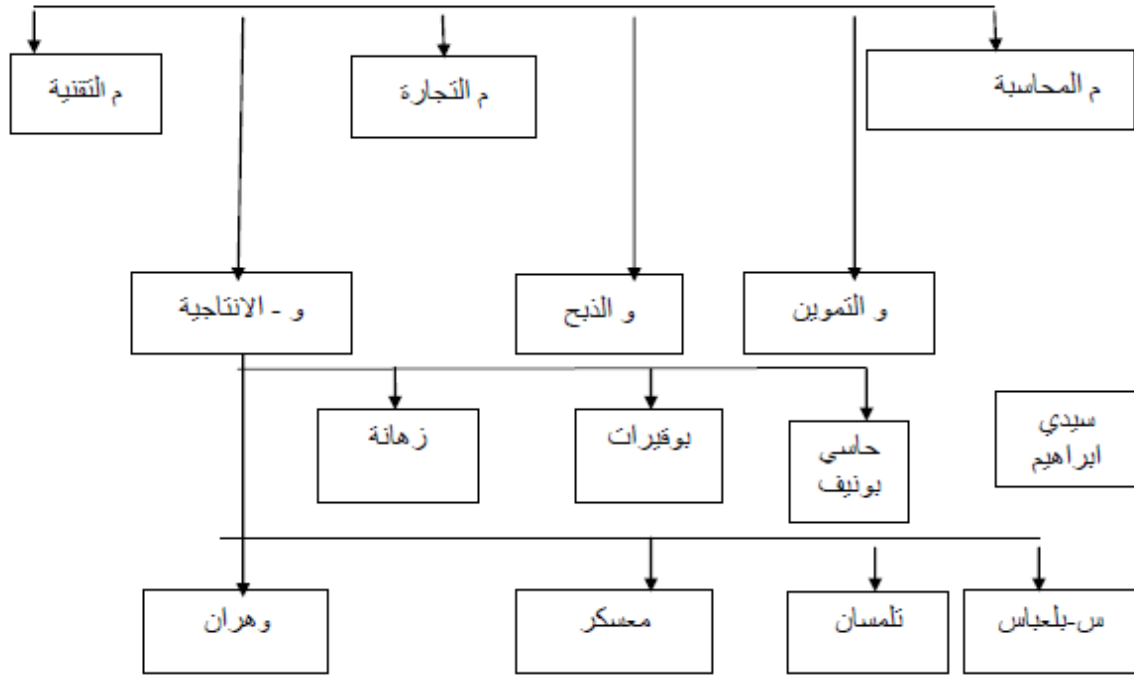 م المحاسبة
م التجارة
م التقنية
و التموين
و الذبح
و - الانتاجية
سيدي
ابراهيم
حاسي
بونيف
بوقيرات
زهانة
س-بلعباس
تلمسان
معسكر
وهران